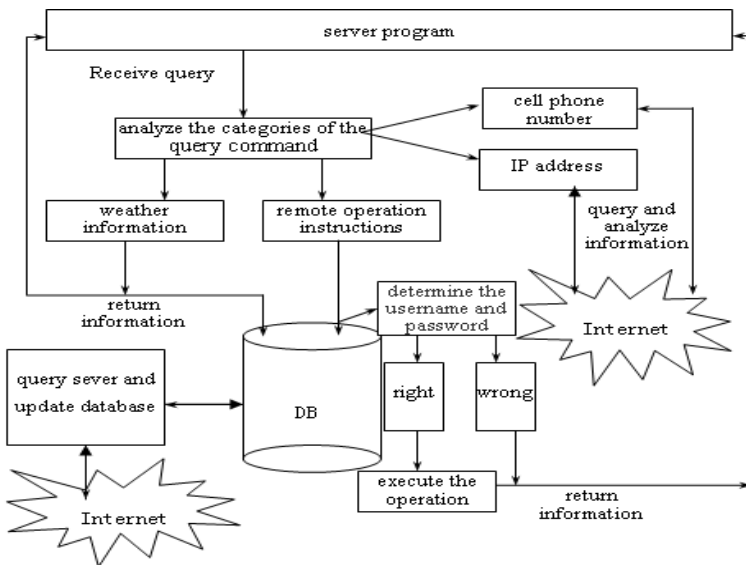 server program
Receive query
cell phone
number
analyze the categories of the
query command
IP address
weather
information
remote operation
instructions
query and
analyze
information
return
information
determine the
username and
password
Internet
query sever and
update database
DB
right
wrong
execute the
operation
return
information
Internet